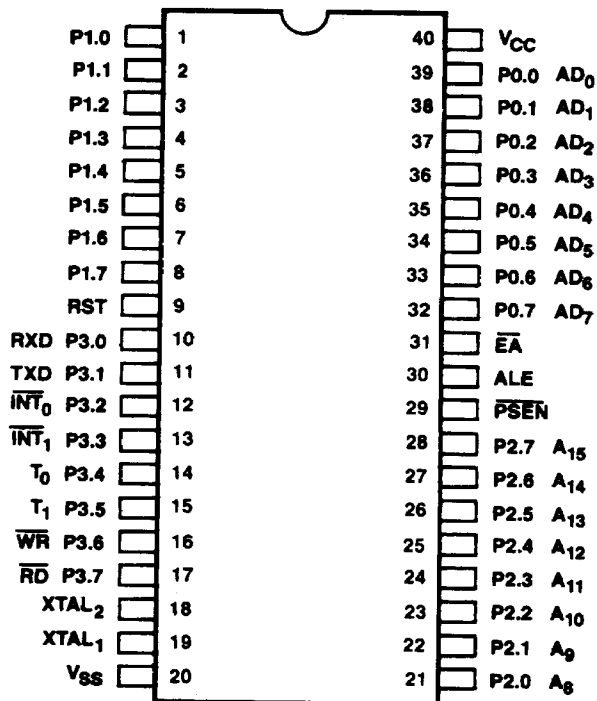 P1.0 1 40 VCC
P1.1 2 39 P0.0 AD0
P1.2 3 38 P0.1 AD1
P1.3 4 37 P0.2 AD2
P1.4 5 36 P0.3 AD3
P1.5 6 35 P0.4 AD4
P1.6 7 34 P0.5 AD5
P1.7 8 33 P0.6 AD6
RST 9 32 P0.7 AD7
RXD P3.0 10 31 E̅A̅
TXD P3.1 11 30 ALE
I̅N̅T̅0 P3.2 12 29 P̅S̅E̅N̅
I̅N̅T̅1 P3.3 13 28 P2.7 A15
T0 P3.4 14 27 P2.6 A14
T1 P3.5 15 26 P2.5 A13
W̅R̅ P3.6 16 25 P2.4 A12
R̅D̅ P3.7 17 24 P2.3 A11
XTAL2 18 23 P2.2 A10
XTAL1 19 22 P2.1 A9
VSS 20 21 P2.0 A8